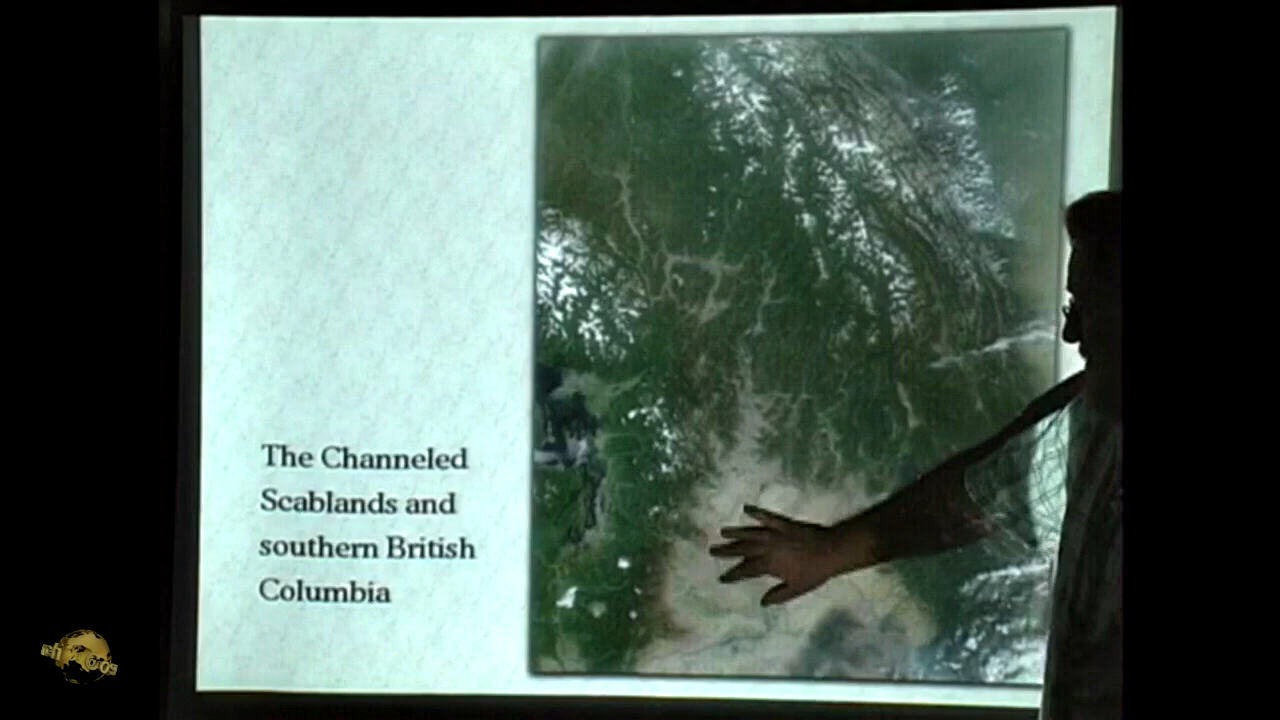 The Channeled
Scablands and
southern British
Columbia